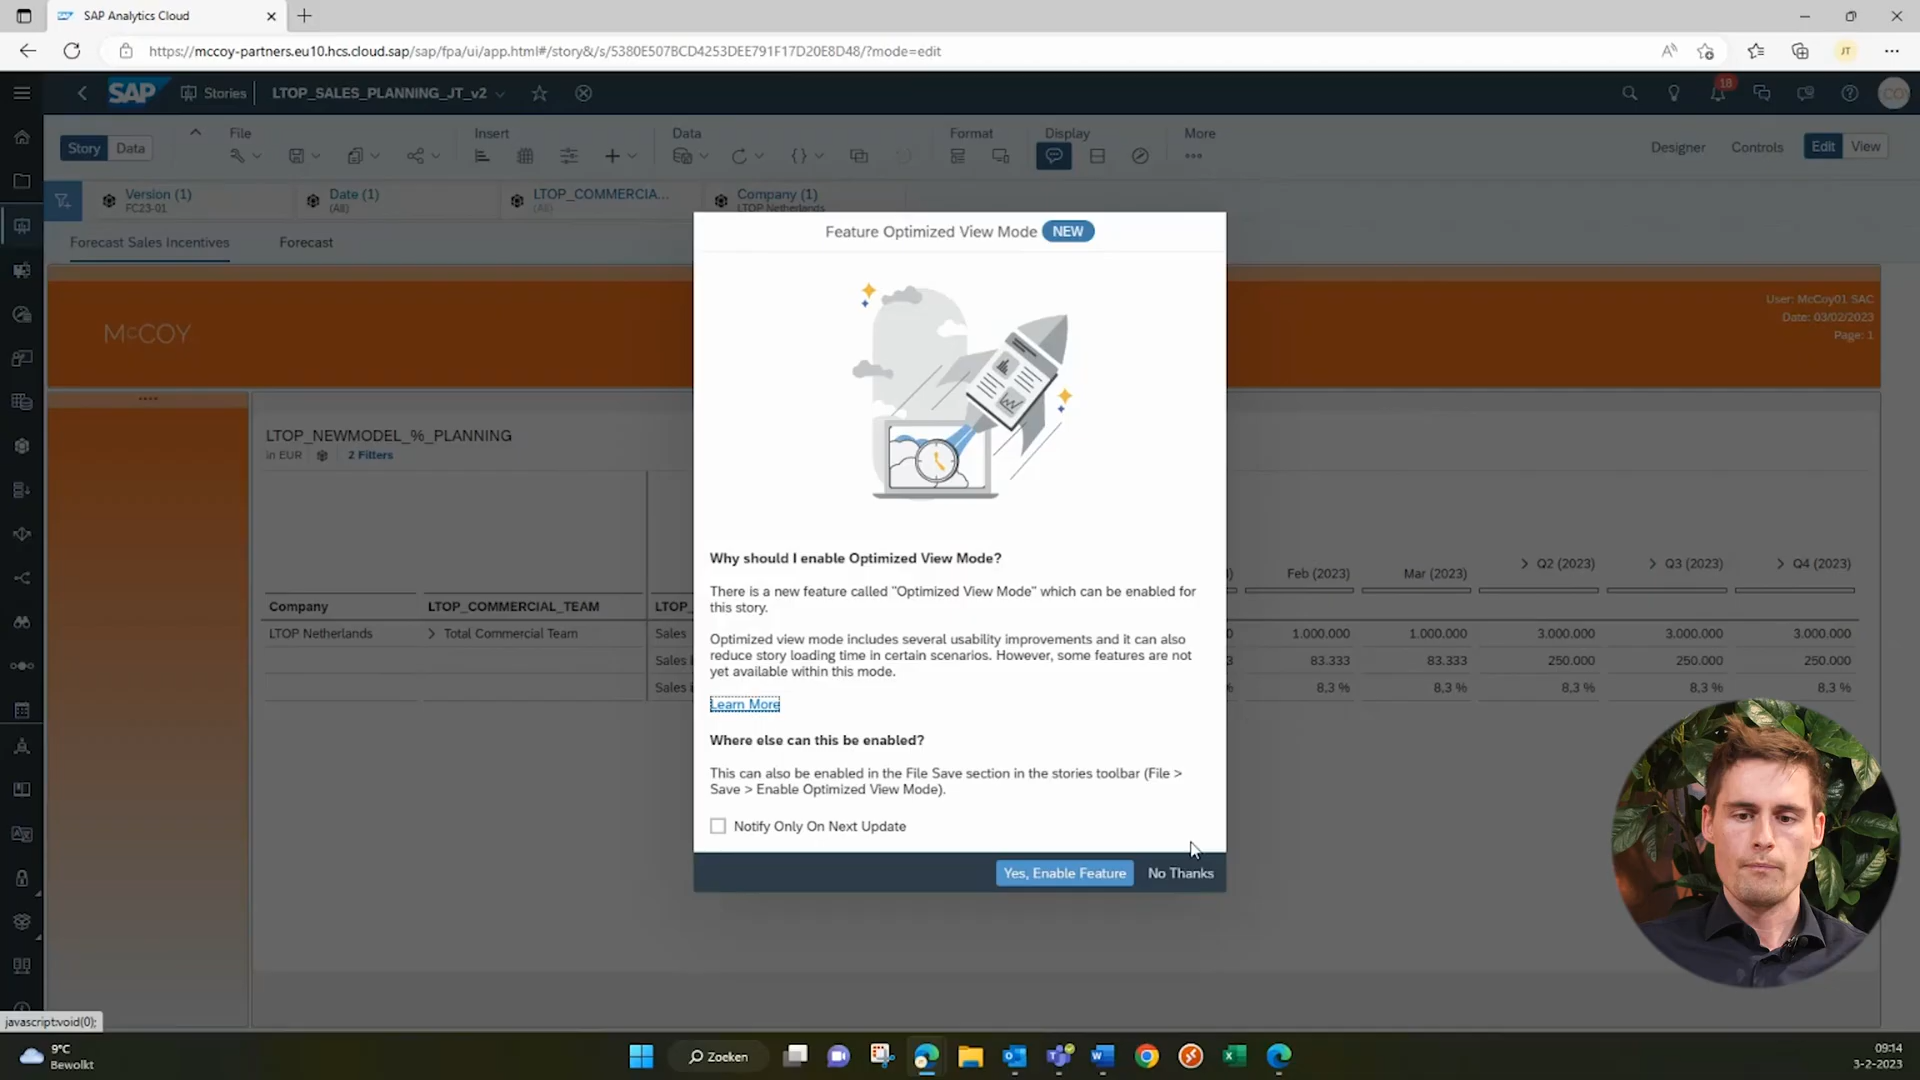 SAP Analytics Cloud
https://mccoy-partners.eu10.hcs.cloud.sap/sap/fpa/ui/app.html#/story&/s/5380E507BCD4253DEE791F17D20E8D48/?mode=edit
JT
SAP
Stories
LTOP_SALES_PLANNING_JT_v2
18
Story
Data
File
Insert
Data
Format
Display
More
Designer
Controls
Edit
View
Version (1)
FC23-01
Date (1)
(All)
LTOP_COMMERCIA...
(All)
Company (1)
LTOP Netherlands
Forecast Sales Incentives
Forecast
McCOY
User: McCoy01 SAC
Date: 03/02/2023
Page: 1
Feature Optimized View Mode NEW
Why should I enable Optimized View Mode?
There is a new feature called "Optimized View Mode" which can be enabled for
this story.
Optimized view mode includes several usability improvements and it can also
reduce story loading time in certain scenarios. However, some features are not
yet available within this mode.
Learn More
Where else can this be enabled?
This can also be enabled in the File Save section in the stories toolbar (File >
Save > Enable Optimized View Mode).
Notify Only On Next Update
Yes, Enable Feature
No Thanks
LTOP_NEWMODEL_%_PLANNING
in EUR
2 Filters
Feb (2023)
Mar (2023)
Q2 (2023)
Q3 (2023)
Q4 (2023)
Company
LTOP_COMMERCIAL_TEAM
LTOP_
LTOP Netherlands
Total Commercial Team
Sales
1.000.000
1.000.000
3.000.000
3.000.000
3.000.000
Sales
83.333
83.333
250.000
250.000
250.000
Sales
8,3 %
8,3 %
8,3 %
8,3 %
8,3 %
javascript:void(0);
9°C
Bewolkt
Zoeken
09:14
3-2-2023